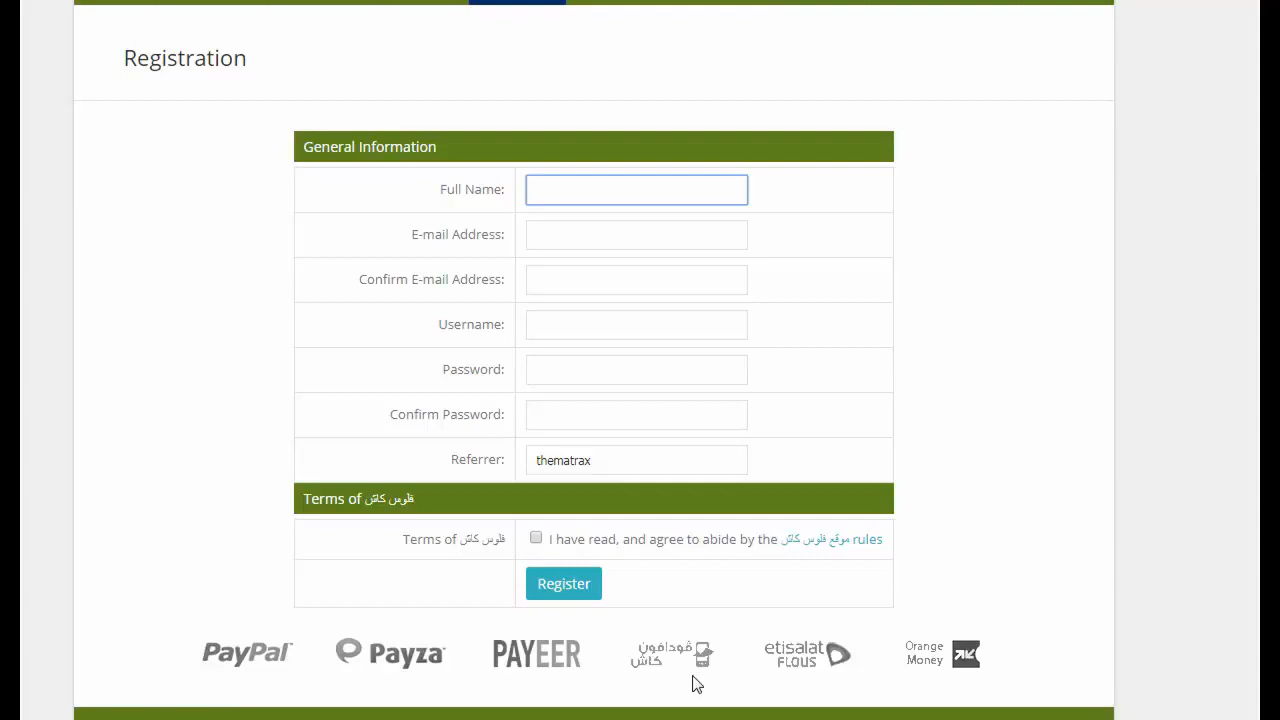 Registration
General Information
Full Name:
E-mail Address:
Confirm E-mail Address:
Username:
Password:
Confirm Password:
Referrer: thematrax
Terms of فلوس كاش
Terms of فلوس كاش I have read, and agree to abide by the موقع فلوس كاش rules
Register
PayPal Payza PAYEER ڤودافون كاش etisalat FLOUS Orange Money